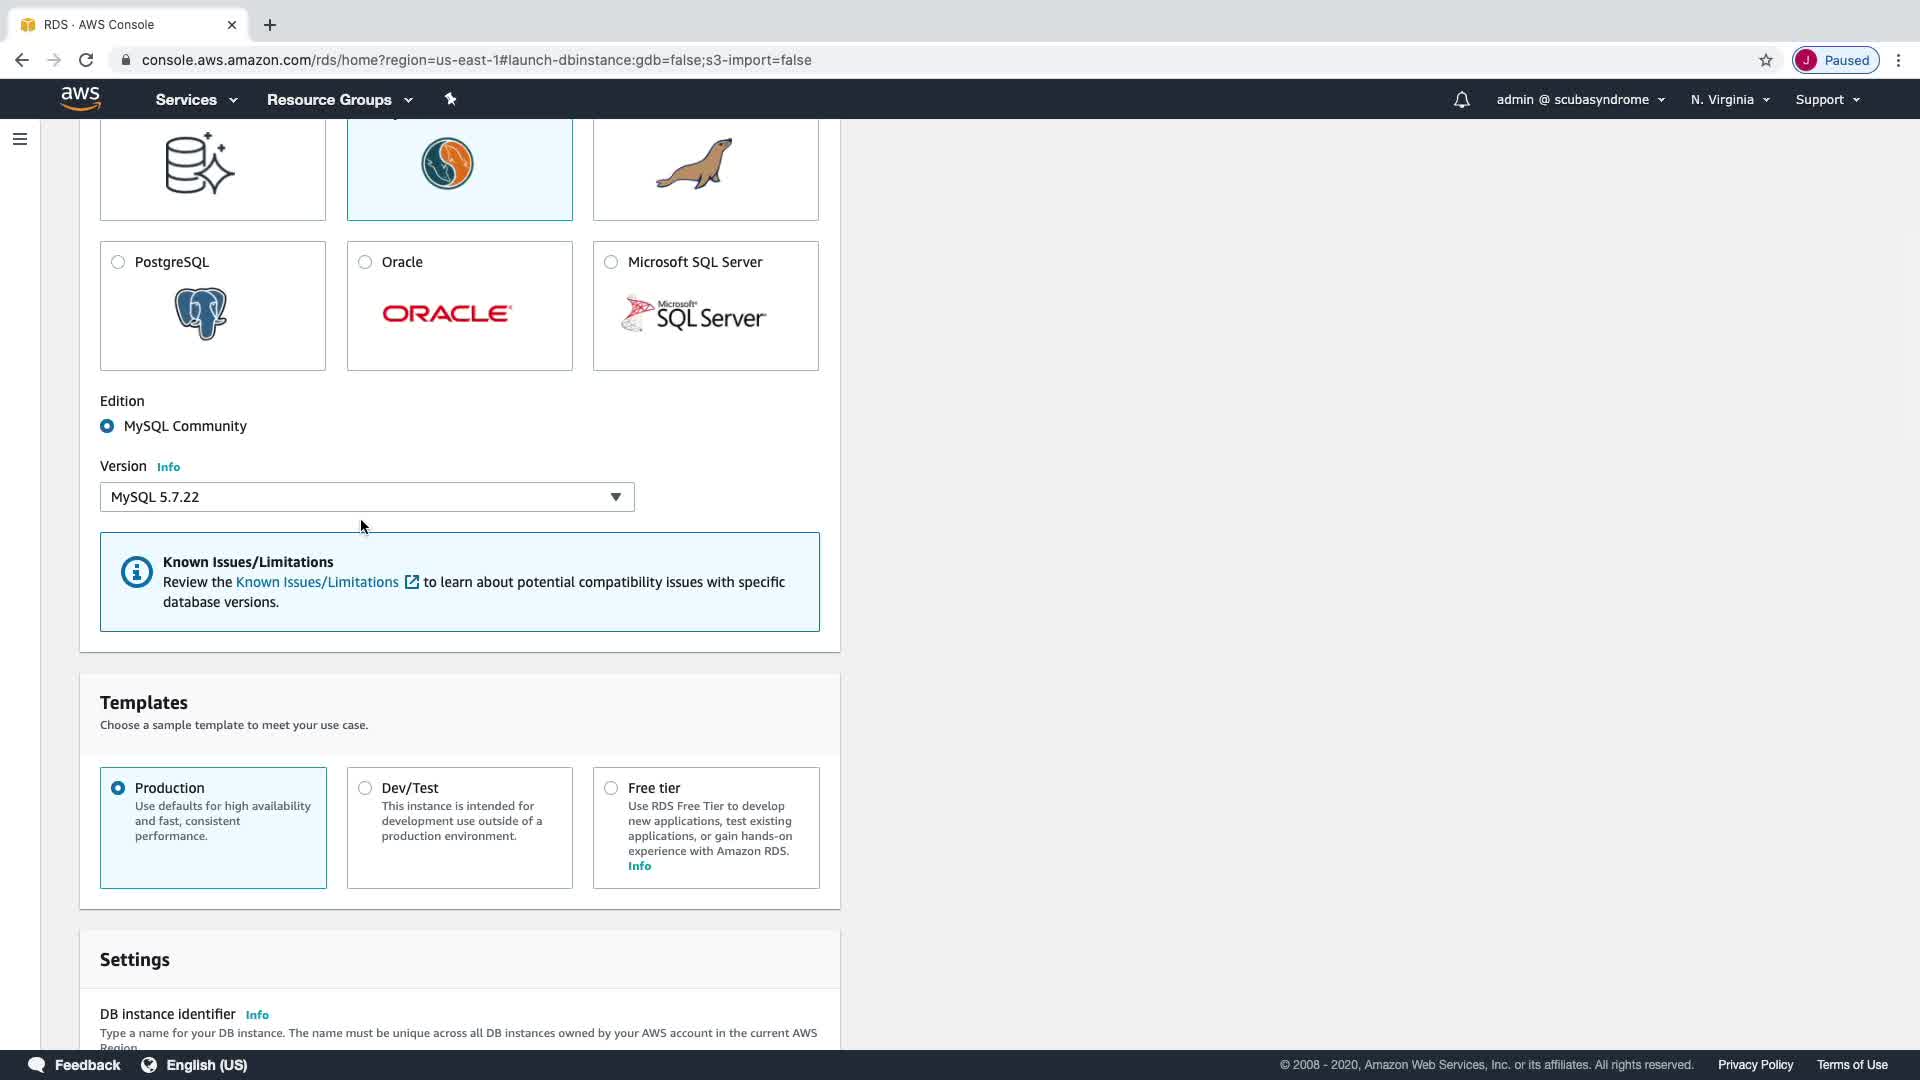 RDS · AWS Console
console.aws.amazon.com/rds/home?region=us-east-1#launch-dbinstance:gdb=false;s3-import=false
J Paused
aws Services Resource Groups admin @ scubasyndrome N. Virginia Support
PostgreSQL Oracle Microsoft SQL Server
ORACLE Microsoft SQL Server
Edition
MySQL Community
Version Info
MySQL 5.7.22
Known Issues/Limitations
Review the Known Issues/Limitations to learn about potential compatibility issues with specific
database versions.
Templates
Choose a sample template to meet your use case.
Production
Use defaults for high availability
and fast, consistent
performance.
Dev/Test
This instance is intended for
development use outside of a
production environment.
Free tier
Use RDS Free Tier to develop
new applications, test existing
applications, or gain hands-on
experience with Amazon RDS.
Info
Settings
DB instance identifier Info
Type a name for your DB instance. The name must be unique across all DB instances owned by your AWS account in the current AWS
Region.
Feedback English (US) © 2008 - 2020, Amazon Web Services, Inc. or its affiliates. All rights reserved. Privacy Policy Terms of Use